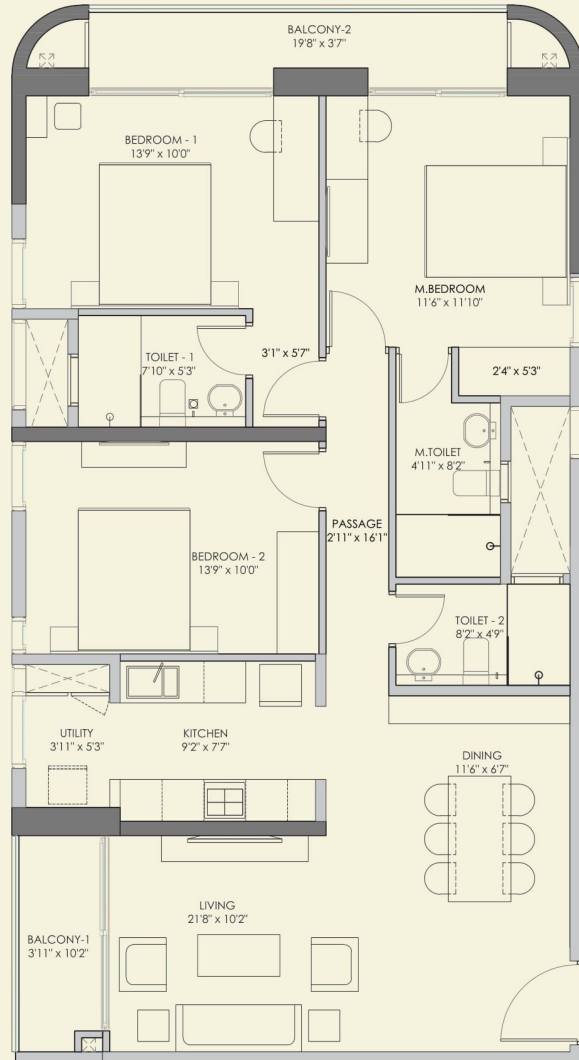 BALCONY-2
19'8" x 3'7"
BEDROOM - 1
13'9" x 10'0"
M.BEDROOM
11'6" x 11'10"
TOILET - 1
7'10" x 5'3"
3'1" x 5'7"
2'4" x 5'3"
M.TOILET
4'11" x 8'2"
PASSAGE
2'11" x 16'1"
BEDROOM - 2
13'9" x 10'0"
TOILET - 2
8'2" x 4'9"
UTILITY
3'11" x 5'3"
KITCHEN
9'2" x 7'7"
DINING
11'6" x 6'7"
LIVING
21'8" x 10'2"
BALCONY-1
3'11" x 10'2"